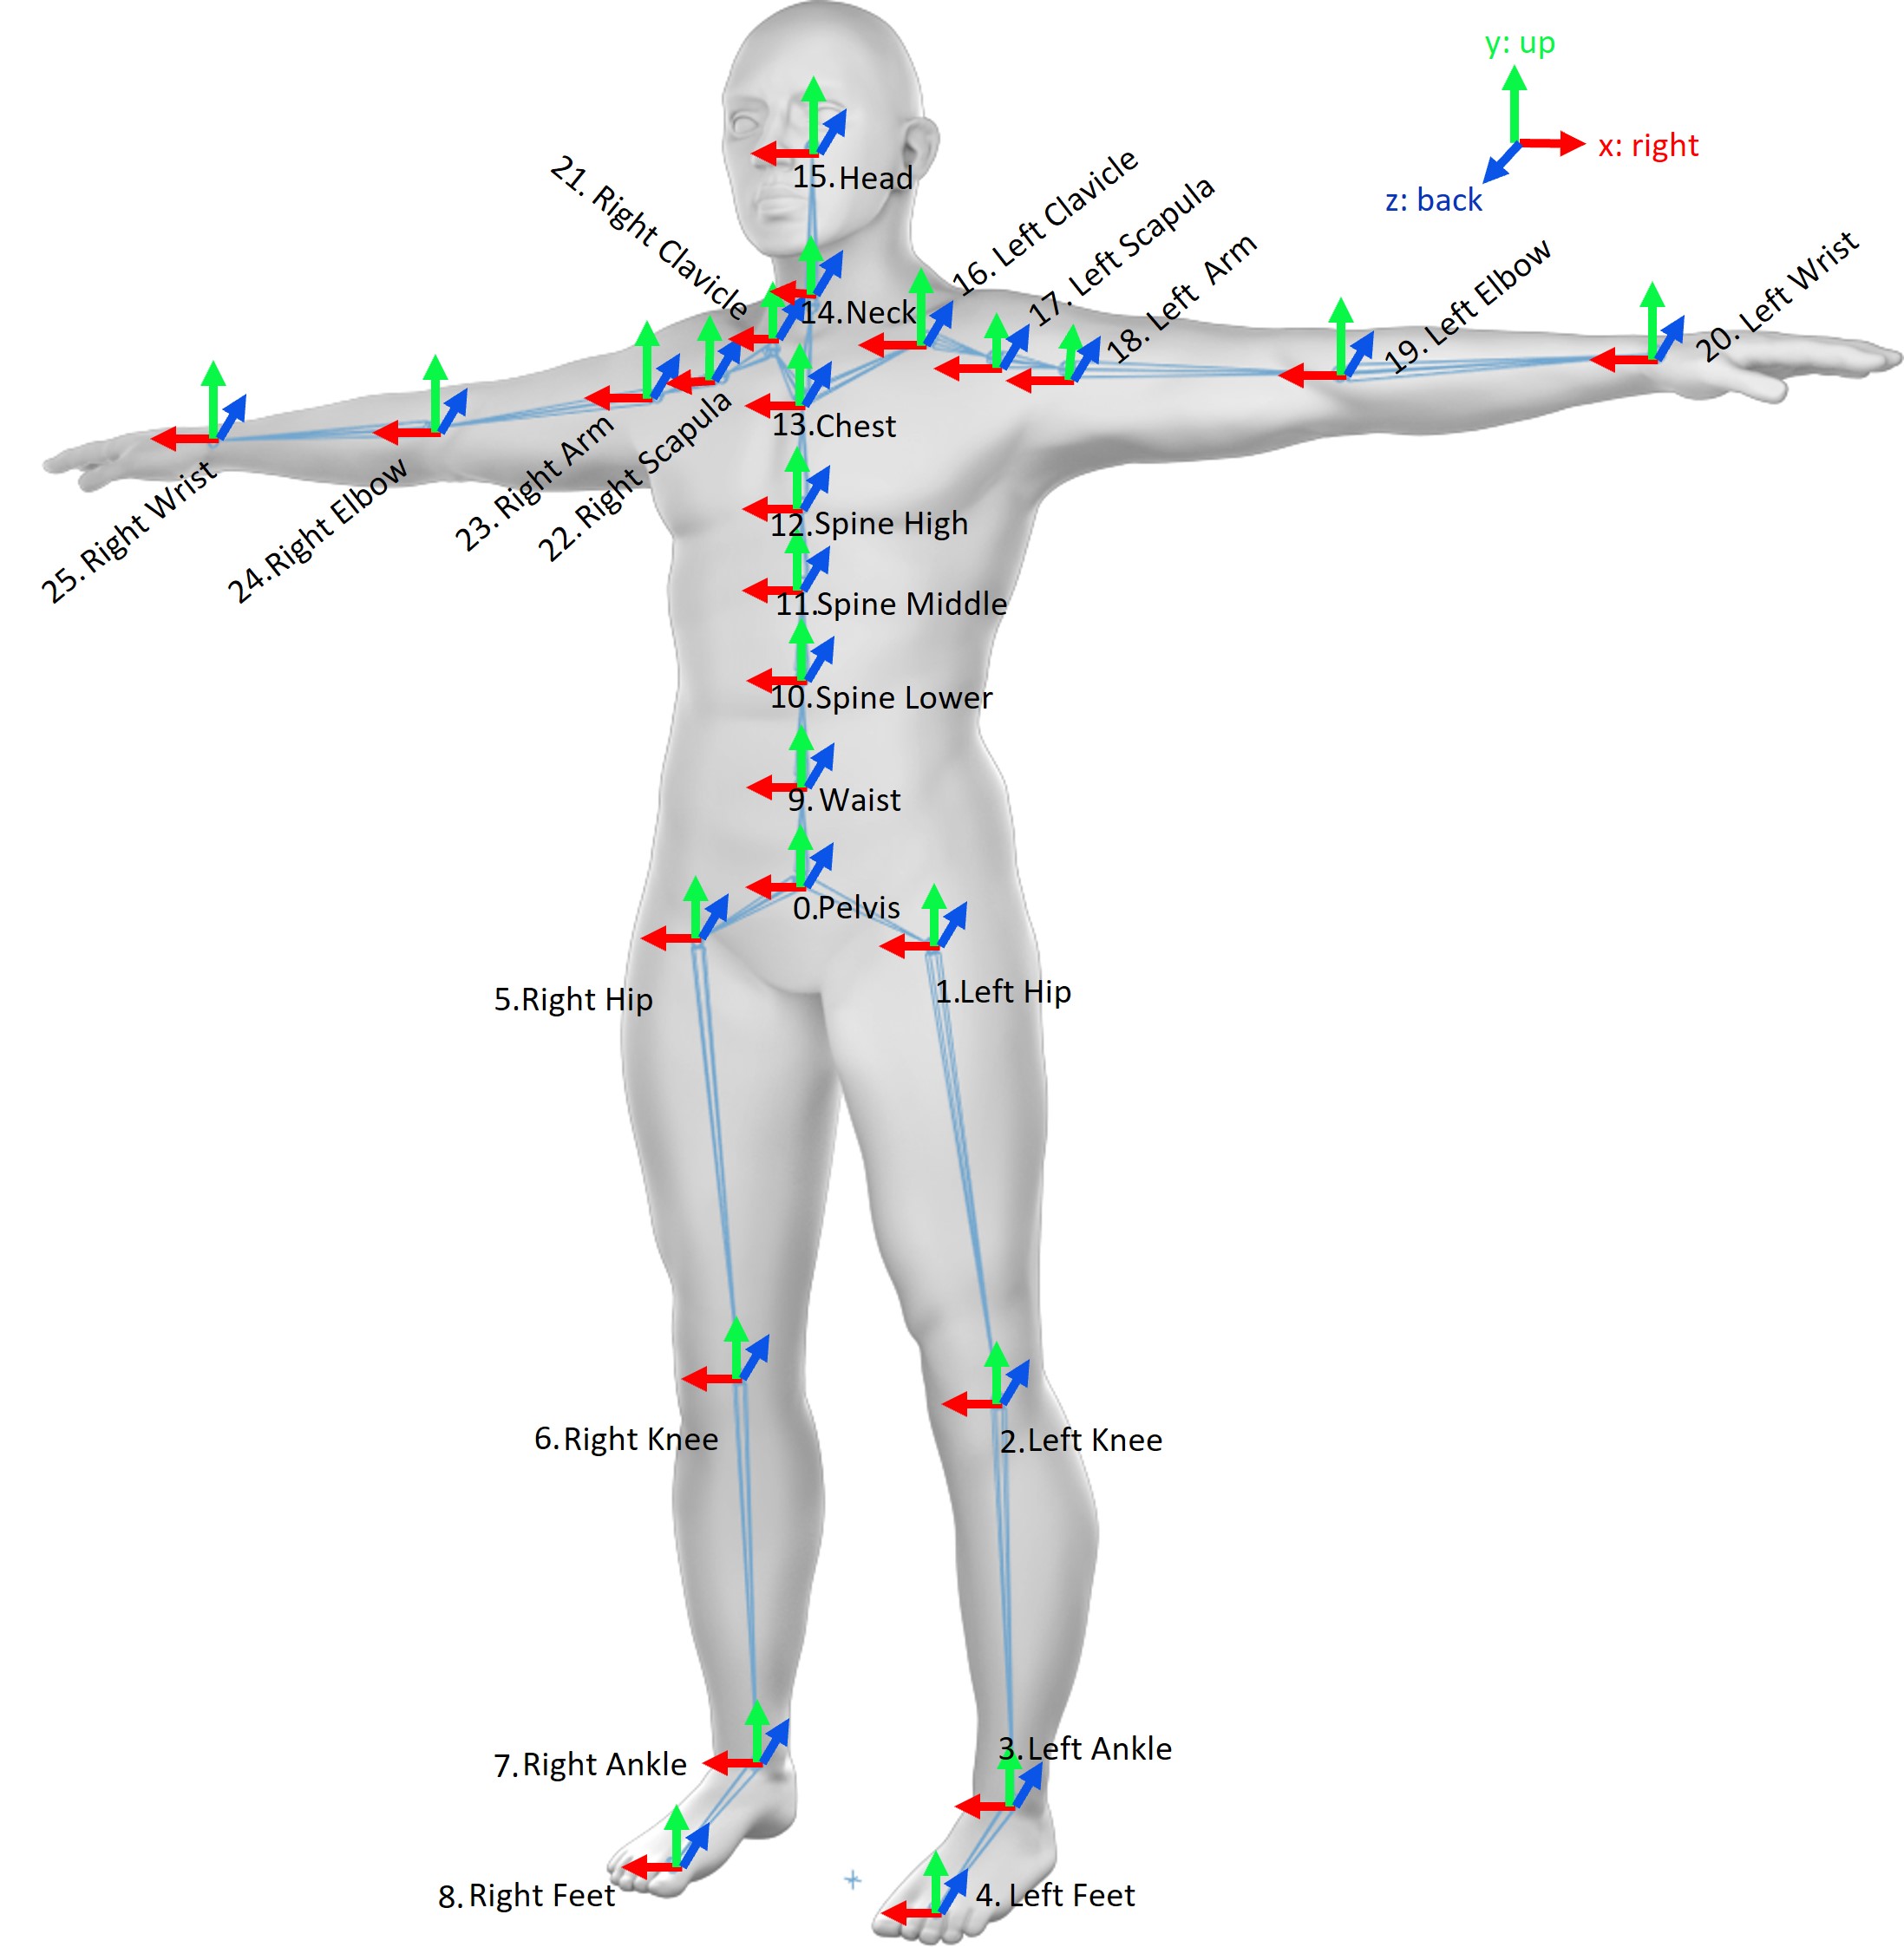 y: up
x: right
z: back
15. Head
21. Right Clavicle
16. Left Clavicle
17. Left Scapula
18. Left Arm
19. Left Elbow
20. Left Wrist
14. Neck
13. Chest
25. Right Wrist
24. Right Elbow
23. Right Arm
22. Right Scapula
12. Spine High
11. Spine Middle
10. Spine Lower
9. Waist
0. Pelvis
5. Right Hip
1. Left Hip
6. Right Knee
2. Left Knee
7. Right Ankle
3. Left Ankle
8. Right Feet
4. Left Feet